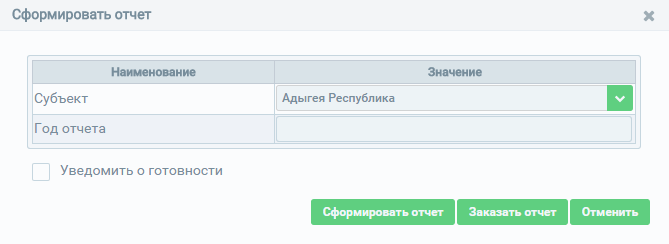 Сформировать отчет
Наименование Значение
Субъект Адыгея Республика
Год отчета
Уведомить о готовности
Сформировать отчет Заказать отчет Отменить